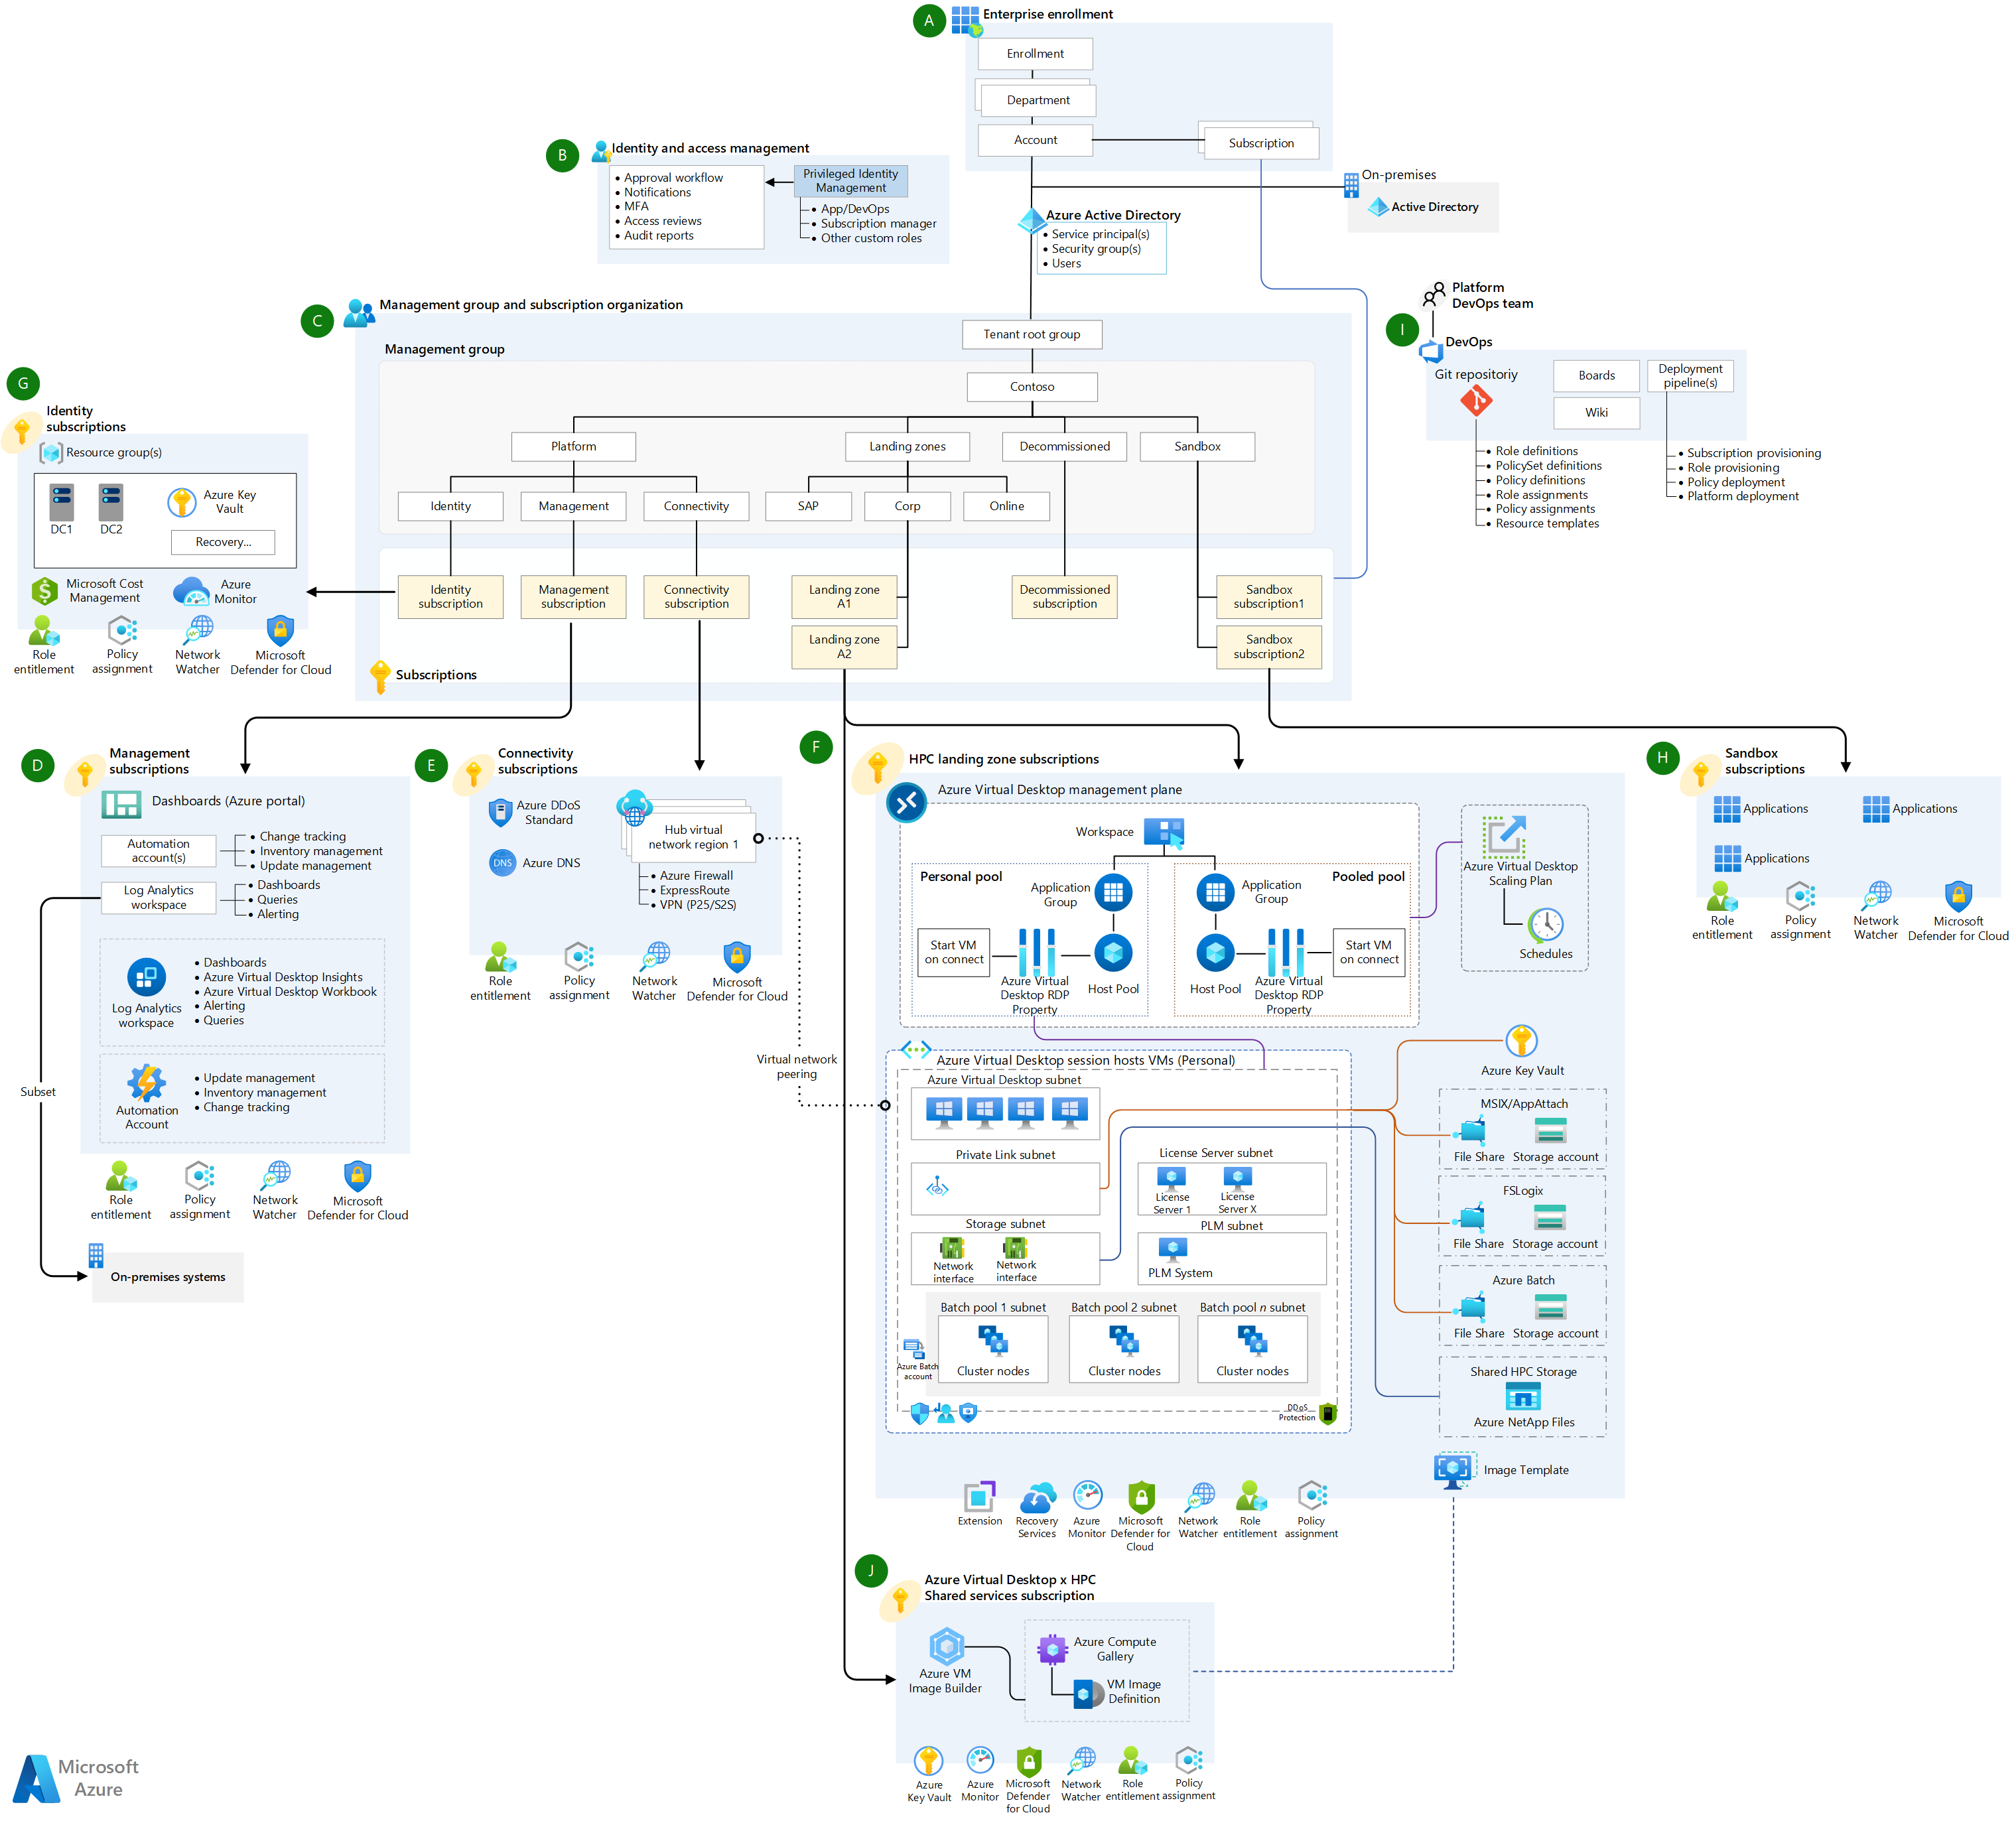 A
Enterprise enrollment
Enrollment
Department
Account
Subscription
B
Identity and access management
• Approval workflow
• Notifications
• MFA
• Access reviews
• Audit reports
Privileged Identity
Management
• App/DevOps
• Subscription manager
• Other custom roles
On-premises
Active Directory
Azure Active Directory
• Service principal(s)
• Security group(s)
• Users
C
Management group and subscription organization
Management group
Tenant root group
Contoso
Platform
Landing zones
Decommissioned
Sandbox
Identity
Management
Connectivity
SAP
Corp
Online
Identity
subscription
Management
subscription
Connectivity
subscription
Landing zone
A1
Landing zone
A2
Decommissioned
subscription
Sandbox
subscription1
Sandbox
subscription2
Subscriptions
I
Platform
DevOps team
DevOps
Git repositoriy
Boards
Wiki
Deployment
pipeline(s)
• Role definitions
• PolicySet definitions
• Policy definitions
• Role assignments
• Policy assignments
• Resource templates
• Subscription provisioning
• Role provisioning
• Policy deployment
• Platform deployment
G
Identity
subscriptions
Resource group(s)
DC1
DC2
Azure Key
Vault
Recovery...
Microsoft Cost
Management
Azure
Monitor
Role
entitlement
Policy
assignment
Network
Watcher
Microsoft
Defender for Cloud
D
Management
subscriptions
Dashboards (Azure portal)
Automation
account(s)
• Change tracking
• Inventory management
• Update management
Log Analytics
workspace
• Dashboards
• Queries
• Alerting
Log Analytics
workspace
• Dashboards
• Azure Virtual Desktop Insights
• Azure Virtual Desktop Workbook
• Alerting
• Queries
Automation
Account
• Update management
• Inventory management
• Change tracking
Subset
Role
entitlement
Policy
assignment
Network
Watcher
Microsoft
Defender for Cloud
On-premises systems
E
Connectivity
subscriptions
Azure DDoS
Standard
Azure DNS
DNS
Hub virtual
network region 1
• Azure Firewall
• ExpressRoute
• VPN (P25/S2S)
Role
entitlement
Policy
assignment
Network
Watcher
Microsoft
Defender for Cloud
Virtual network
peering
F
HPC landing zone subscriptions
Azure Virtual Desktop management plane
Workspace
Personal pool
Pooled pool
Application
Group
Application
Group
Start VM
on connect
Start VM
on connect
Azure Virtual
Desktop RDP
Property
Host Pool
Host Pool
Azure Virtual
Desktop RDP
Property
Azure Virtual Desktop
Scaling Plan
Schedules
Azure Virtual Desktop session hosts VMs (Personal)
Azure Virtual Desktop subnet
Private Link subnet
License Server subnet
License
Server 1
License
Server X
Storage subnet
Network
interface
Network
interface
PLM subnet
PLM System
Batch pool 1 subnet
Batch pool 2 subnet
Batch pool n subnet
Cluster nodes
Cluster nodes
Cluster nodes
Azure Batch
account
DDoS
Protection
Azure Key Vault
MSIX/AppAttach
File Share
Storage account
FSLogix
File Share
Storage account
Azure Batch
File Share
Storage account
Shared HPC Storage
Azure NetApp Files
Image Template
Extension
Recovery
Services
Azure
Monitor
Microsoft
Defender for
Cloud
Network
Watcher
Role
entitlement
Policy
assignment
H
Sandbox
subscriptions
Applications
Applications
Applications
Role
entitlement
Policy
assignment
Network
Watcher
Microsoft
Defender for Cloud
J
Azure Virtual Desktop x HPC
Shared services subscription
Azure VM
Image Builder
Azure Compute
Gallery
VM Image
Definition
Azure
Key Vault
Azure
Monitor
Microsoft
Defender
for Cloud
Network
Watcher
Role
entitlement
Policy
assignment
Microsoft
Azure